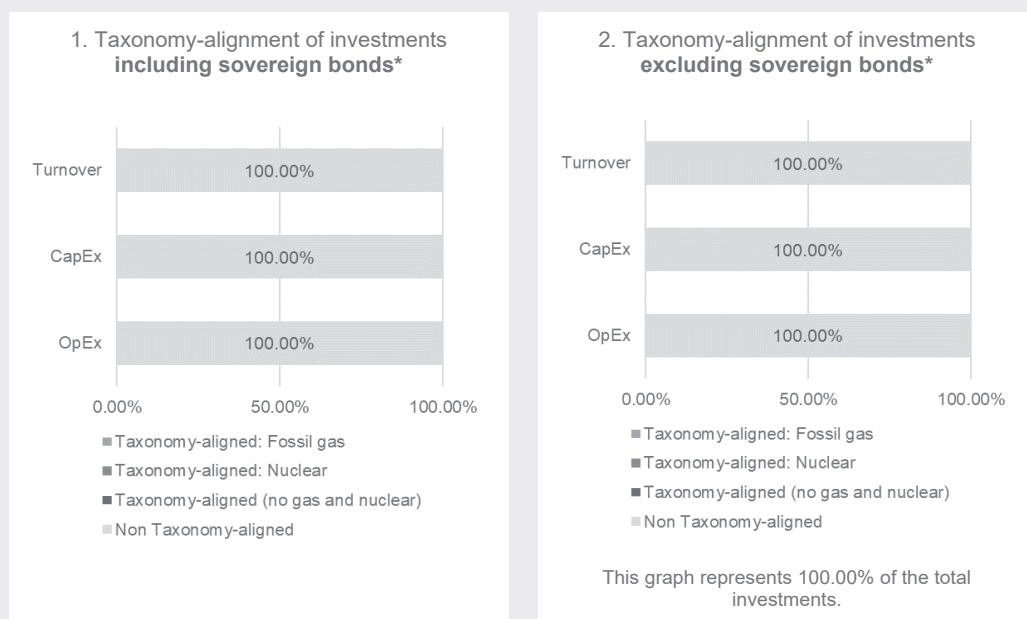 1. Taxonomy-alignment of investments
including sovereign bonds*
Turnover
100.00%
CapEx
100.00%
OpEx
100.00%
0.00%
50.00%
100.00%
Taxonomy-aligned: Fossil gas
Taxonomy-aligned: Nuclear
Taxonomy-aligned (no gas and nuclear)
Non Taxonomy-aligned
2. Taxonomy-alignment of investments
excluding sovereign bonds*
Turnover
100.00%
CapEx
100.00%
OpEx
100.00%
0.00%
50.00%
100.00%
Taxonomy-aligned: Fossil gas
Taxonomy-aligned: Nuclear
Taxonomy-aligned (no gas and nuclear)
Non Taxonomy-aligned
This graph represents 100.00% of the total
investments.